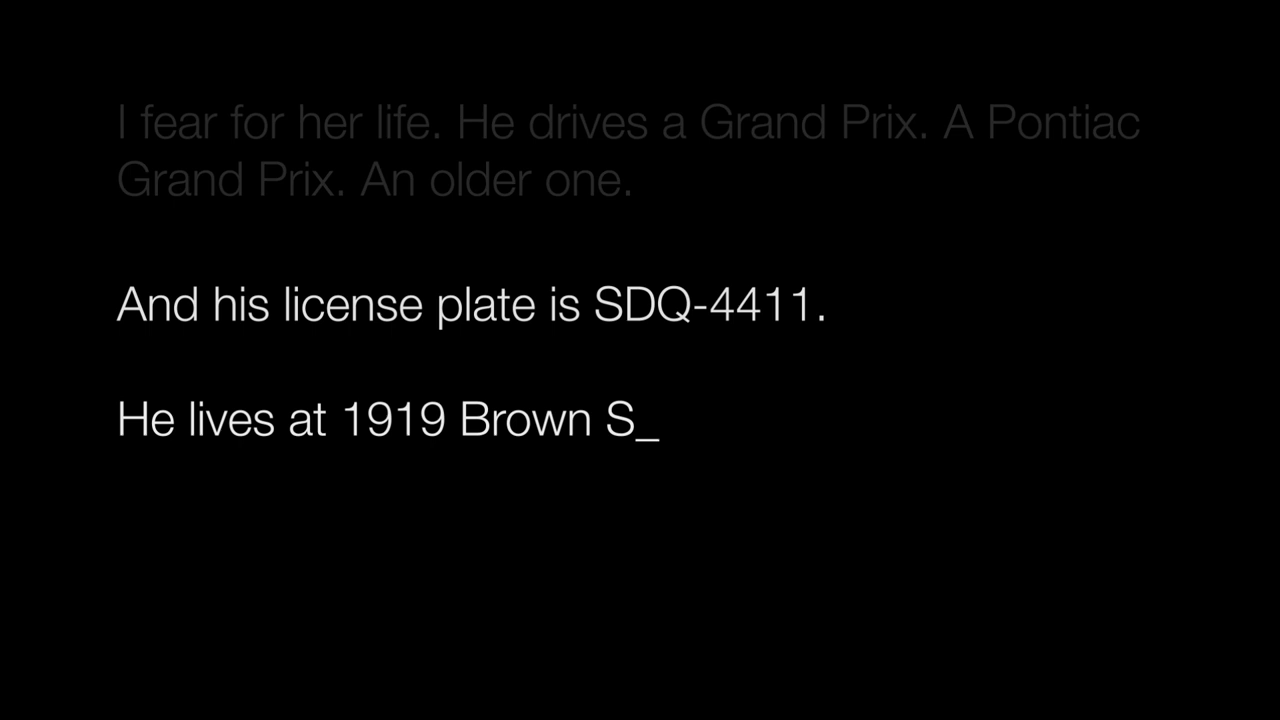 I fear for her life. He drives a Grand Prix. A Pontiac
Grand Prix. An older one.
And his license plate is SDQ-4411.
He lives at 1919 Brown S_